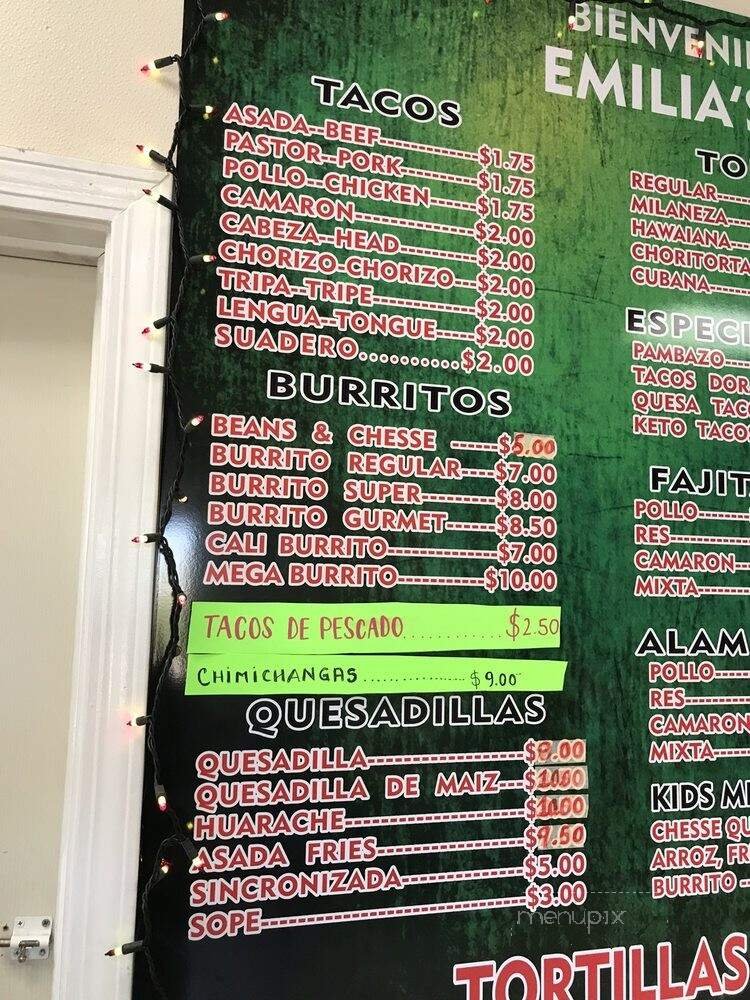 TACOS
ASADA--BEEF-----------$1.75
PASTOR--PORK---------$1.75
POLLO--CHICKEN------$1.75
CAMARON--------------$2.00
CABEZA--HEAD---------$2.00
CHORIZO-CHORIZO---$2.00
TRIPA--TRIPE------------$2.00
LENGUA-TONGUE-----$2.00
SUADERO...........$2.00
BURRITOS
BEANS & CHESSE -----$5.00
BURRITO REGULAR----$7.00
BURRITO SUPER--------$8.00
BURRITO GURMET------$8.50
CALI BURRITO-----------$7.00
MEGA BURRITO---------$10.00
TACOS DE PESCADO............$2.50
CHIMICHANGAS................$9.00
QUESADILLAS
QUESADILLA---------------
QUESADILLA DE MAIZ ---
HUARACHE-----------------
ASADA FRIES--------------$9.50
SINCRONIZADA-----------$5.00
SOPE------------------------$3.00
BIENVENI
EMILIA'S
TO
REGULAR---
MILANEZA---
HAWAIANA---
CHORITORTA
CUBANA----
ESPECI
PAMBAZO---
TACOS DOR
QUESA TAC
KETO TACO
FAJIT
POLLO------
RES---------
CAMARON--
MIXTA------
ALAM
POLLO-----
RES-------
CAMARON
MIXTA-----
KIDS M
CHESSE QU
ARROZ, FR
BURRITO --
TORTILLAS
menupix